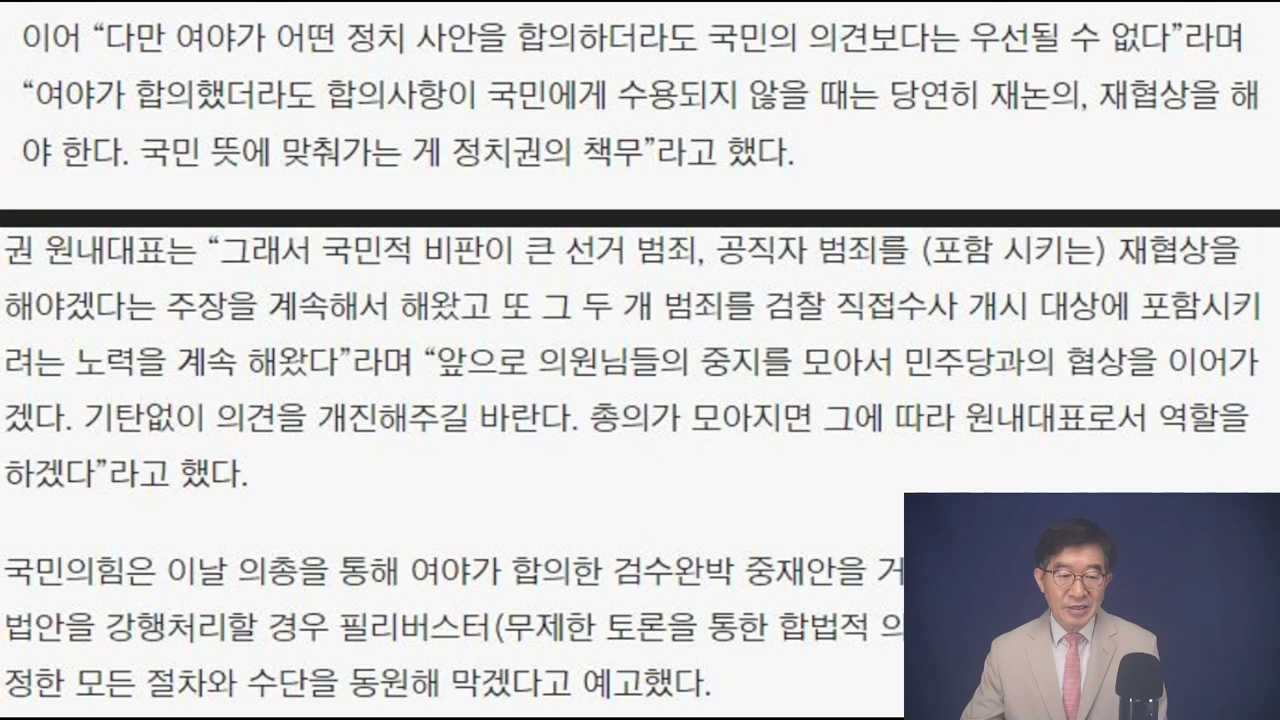 이어 “다만 여야가 어떤 정치 사안을 합의하더라도 국민의 의견보다는 우선될 수 없다”라며
“여야가 합의했더라도 합의사항이 국민에게 수용되지 않을 때는 당연히 재논의, 재협상을 해
야 한다. 국민 뜻에 맞춰가는 게 정치권의 책무”라고 했다.
권 원내대표는 “그래서 국민적 비판이 큰 선거 범죄, 공직자 범죄를 (포함 시키는) 재협상을
해야겠다는 주장을 계속해서 해왔고 또 그 두 개 범죄를 검찰 직접수사 개시 대상에 포함시키
려는 노력을 계속 해왔다”라며 “앞으로 의원님들의 중지를 모아서 민주당과의 협상을 이어가
겠다. 기탄없이 의견을 개진해주길 바란다. 총의가 모아지면 그에 따라 원내대표로서 역할을
하겠다”라고 했다.
국민의힘은 이날 의총을 통해 여야가 합의한 검수완박 중재안을 거
법안을 강행처리할 경우 필리버스터(무제한 토론을 통한 합법적 의
정한 모든 절차와 수단을 동원해 막겠다고 예고했다.